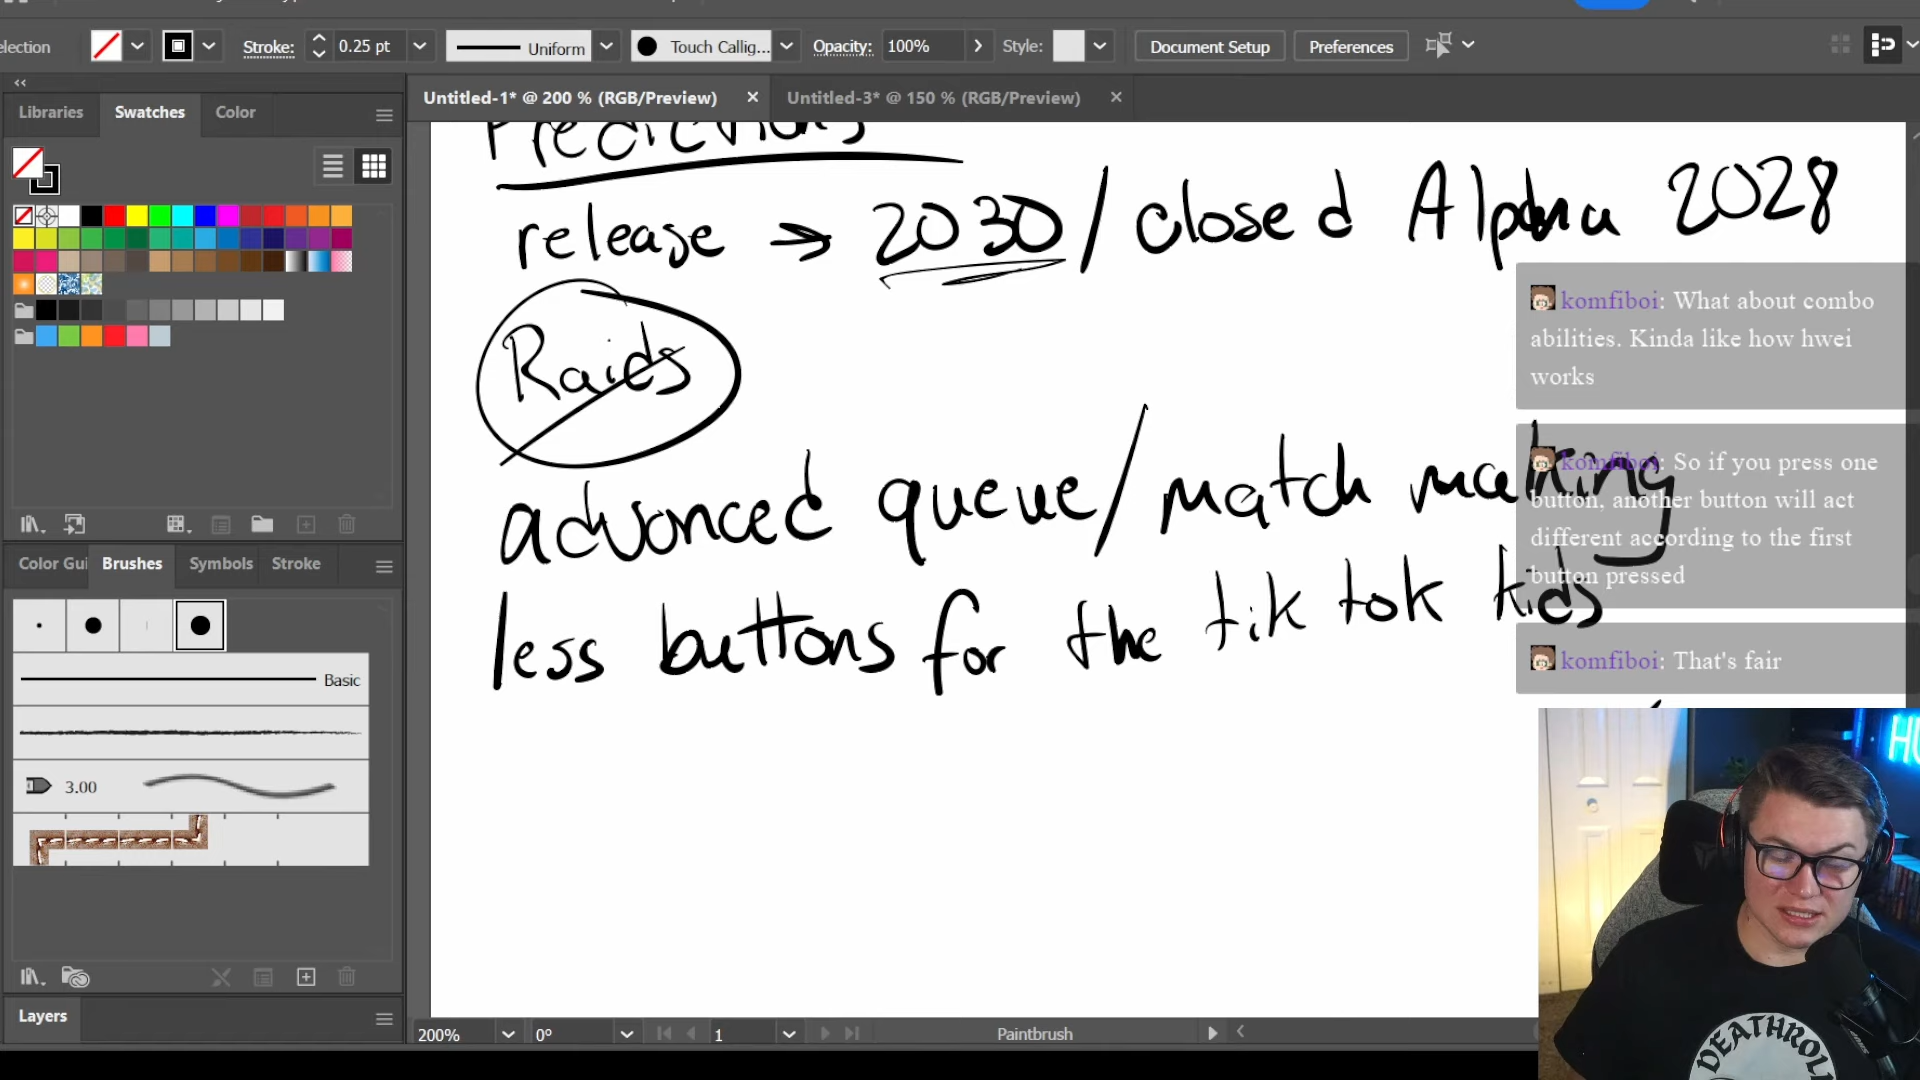 election
Stroke:
0.25 pt
Uniform
Touch Callig...
Opacity:
100%
Style:
Document Setup
Preferences
Untitled-1* @ 200 % (RGB/Preview)
Untitled-3* @ 150 % (RGB/Preview)
Libraries
Swatches
Color
Predictions
release → 2030 / closed Alpha 2028
Raids
advanced queue/match making
less buttons for the tik tok kids
komfiboi: What about combo
abilities. Kinda like how hwei
works
komfiboi: So if you press one
button, another button will act
different according to the first
button pressed
komfiboi: That's fair
Color Gui
Brushes
Symbols
Stroke
Basic
3.00
Layers
200%
0°
1
Paintbrush
DEATHROLL